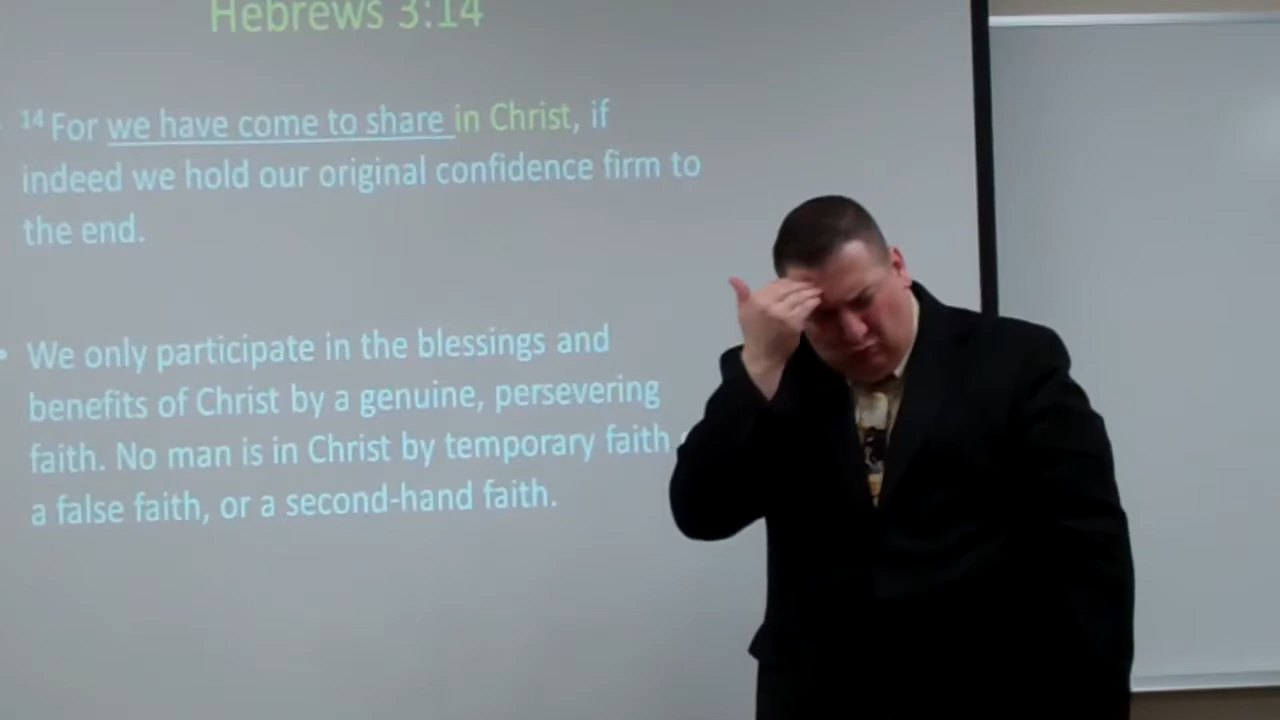 Hebrews 3:14
14 For we have come to share in Christ, if
indeed we hold our original confidence firm to
the end.
• We only participate in the blessings and
benefits of Christ by a genuine, persevering
faith. No man is in Christ by temporary faith
a false faith, or a second-hand faith.